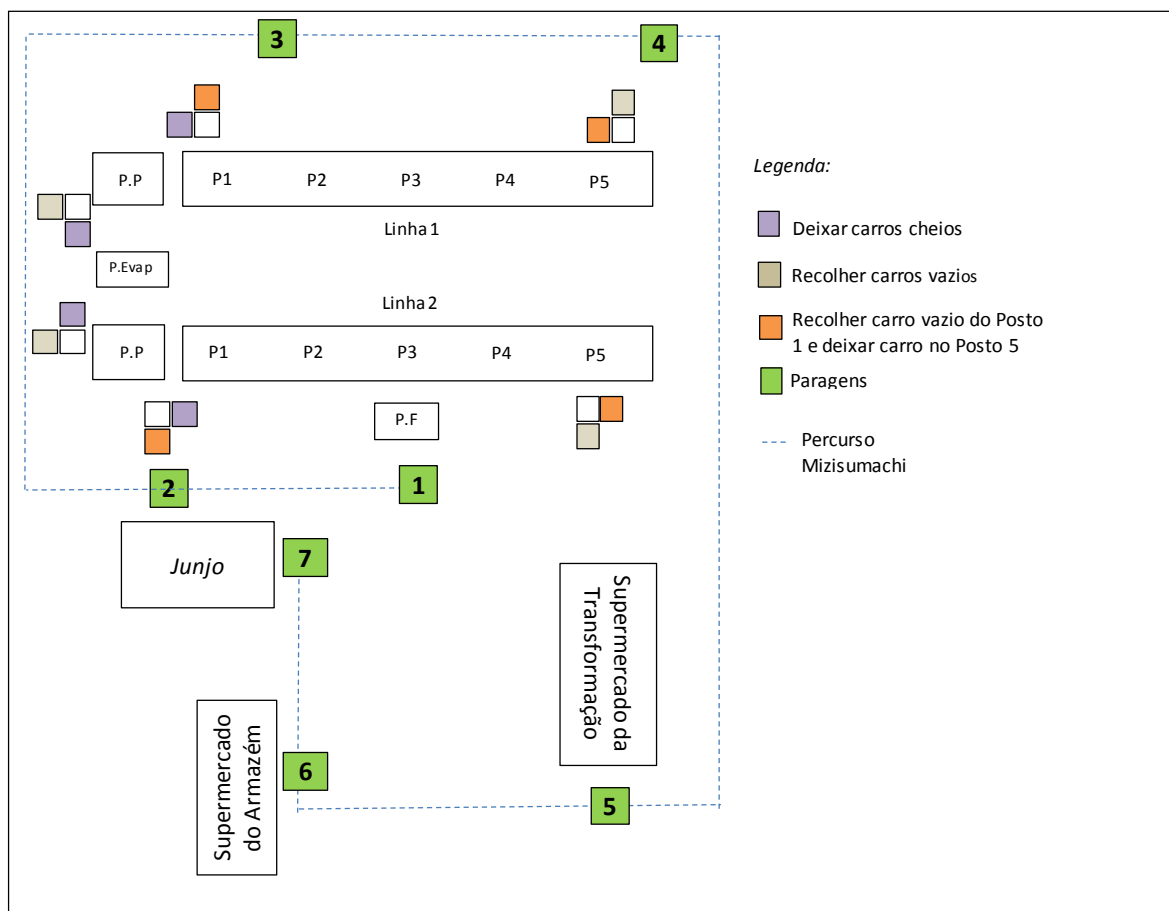 3
4
P.P
P1
P2
P3
P4
P5
Linha 1
P.Evap
Linha 2
P.P
P1
P2
P3
P4
P5
P.F
2
1
Junjo
7
Supermercado da
Transformação
Supermercado
do Armazém
6
5
Legenda:
Deixar carros cheios
Recolher carros vazios
Recolher carro vazio do Posto
1 e deixar carro no Posto 5
Paragens
Percurso
Mizisumachi